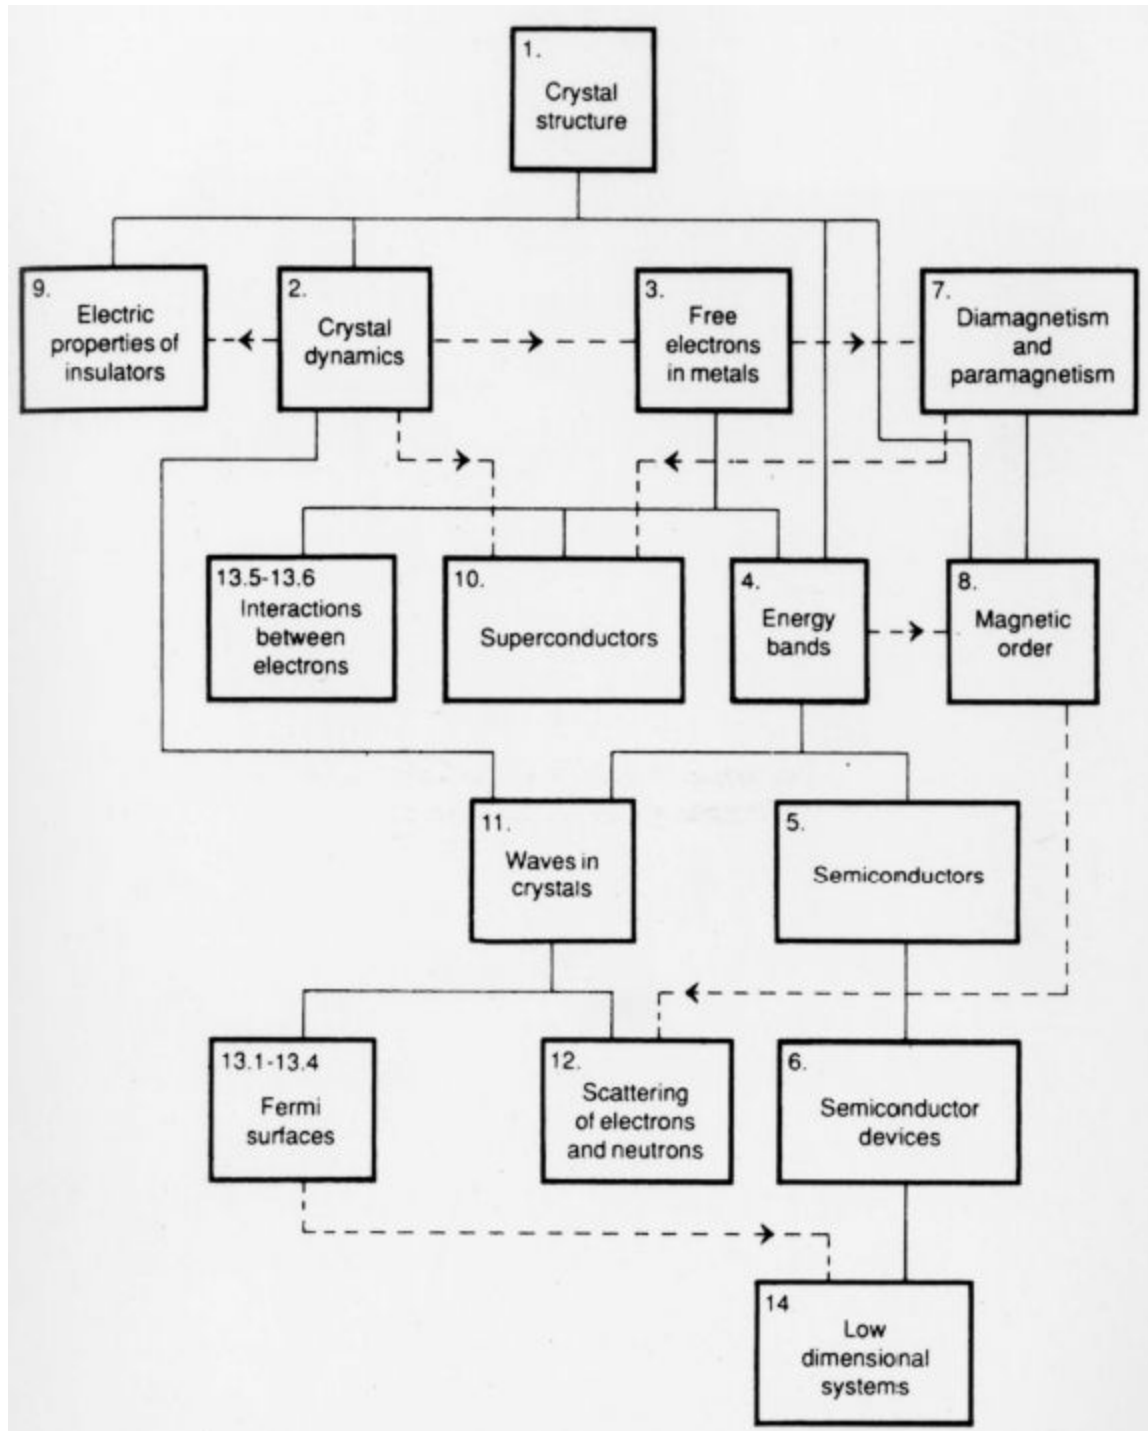 1.
Crystal
structure
9.
Electric
properties of
insulators
2.
Crystal
dynamics
3.
Free
electrons
in metals
7.
Diamagnetism
and
paramagnetism
13.5-13.6
Interactions
between
electrons
10.
Superconductors
4.
Energy
bands
8.
Magnetic
order
11.
Waves in
crystals
5.
Semiconductors
13.1-13.4
Fermi
surfaces
12.
Scattering
of electrons
and neutrons
6.
Semiconductor
devices
14
Low
dimensional
systems